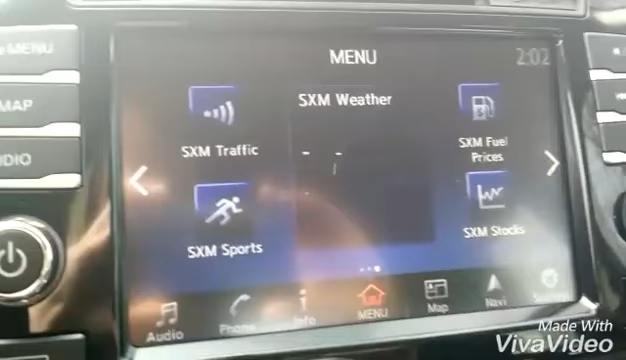 MENU
2:02
MENU
MAP
SXM Weather
SXM Traffic
SXM Fuel
Prices
SXM Sports
SXM Stocks
Audio
Phone
Info
MENU
Map
Navi
Made With
VivaVideo